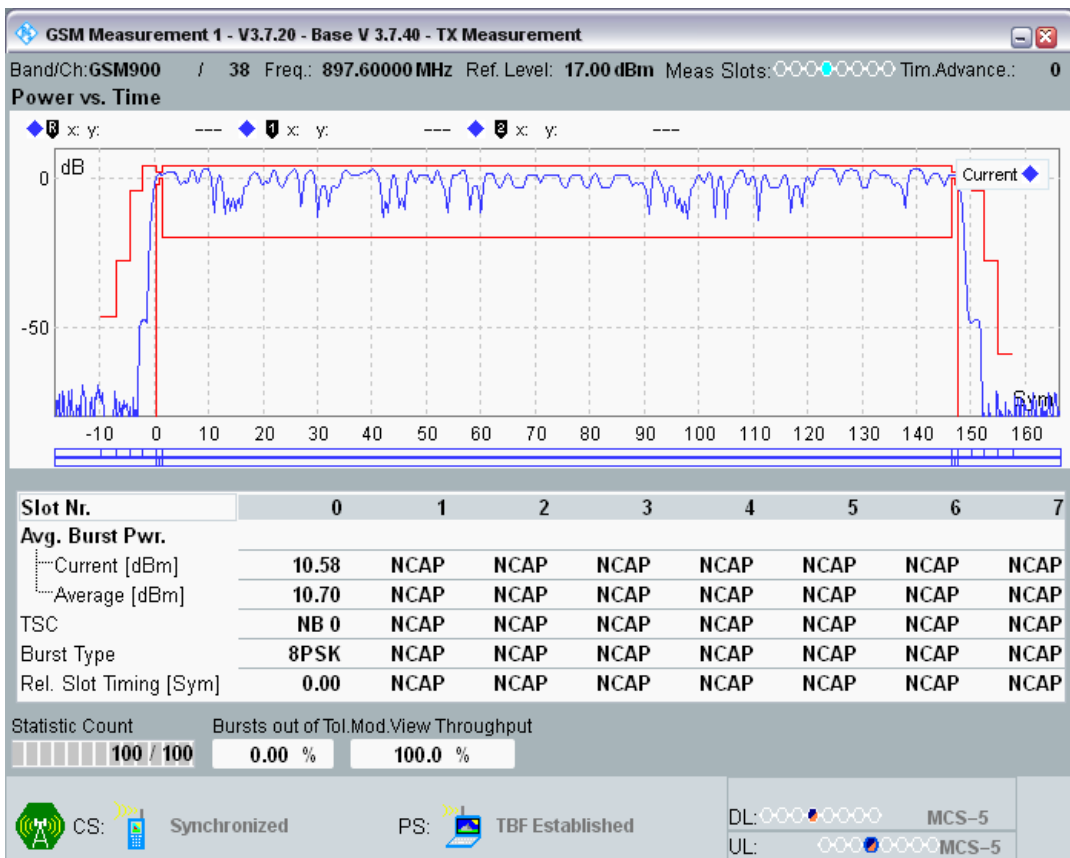 GSM Measurement 1 - V3.7.20 - Base V 3.7.40 - TX Measurement
Band/Ch:GSM900 / 38 Freq.: 897.60000 MHz Ref. Level: 17.00 dBm Meas Slots: Tim.Advance.: 0
Power vs. Time
R x: y: --- 1 x: y: --- 2 x: y: ---
dB
Current
0
-50
Sym
-10 0 10 20 30 40 50 60 70 80 90 100 110 120 130 140 150 160
Slot Nr. 0 1 2 3 4 5 6 7
Avg. Burst Pwr.
Current [dBm] 10.58 NCAP NCAP NCAP NCAP NCAP NCAP NCAP
Average [dBm] 10.70 NCAP NCAP NCAP NCAP NCAP NCAP NCAP
TSC NB 0 NCAP NCAP NCAP NCAP NCAP NCAP NCAP
Burst Type 8PSK NCAP NCAP NCAP NCAP NCAP NCAP NCAP
Rel. Slot Timing [Sym] 0.00 NCAP NCAP NCAP NCAP NCAP NCAP NCAP
Statistic Count Bursts out of Tol.Mod.View Throughput
100 / 100 0.00 % 100.0 %
CS: Synchronized PS: TBF Established
DL: MCS-5
UL: MCS-5